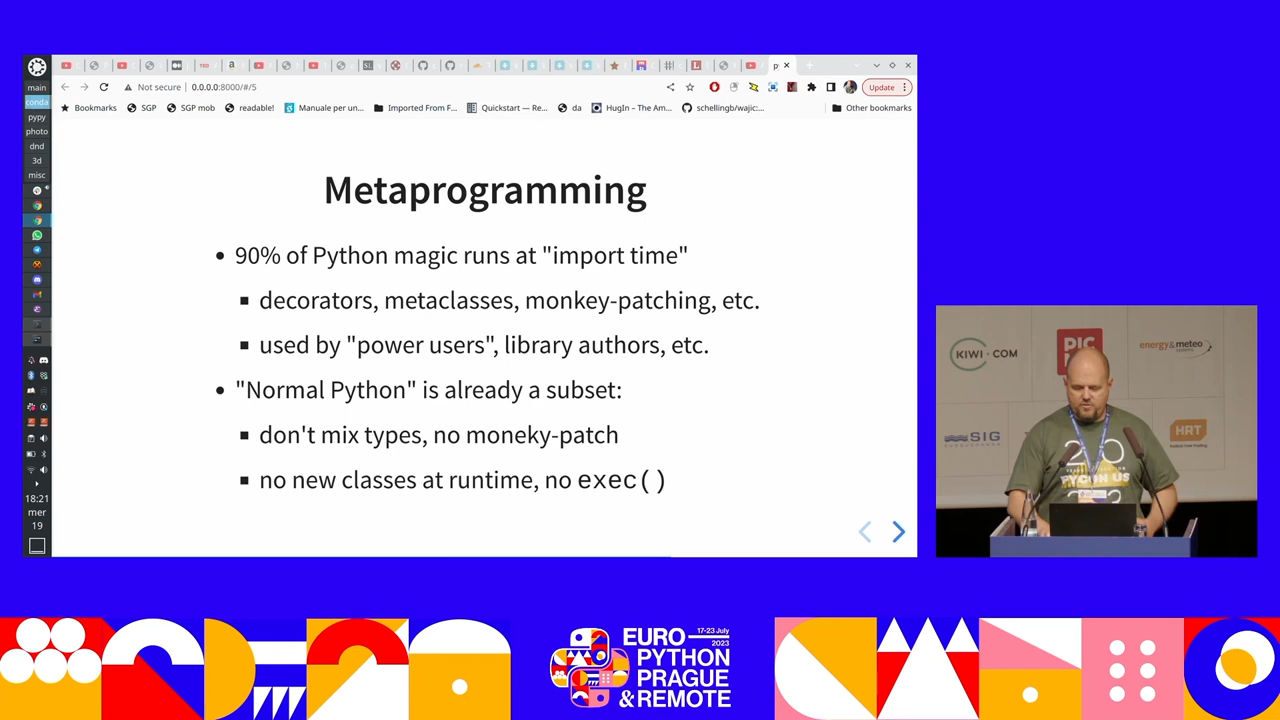 Not secure
0.0.0.0:8000/#/5
Update
Bookmarks
SGP
SGP mob
readable!
Manuale per un...
Imported From F...
Quickstart — Re...
da
HugIn – The Am...
schellingb/wajic:...
Other bookmarks
main
conda
pypy
photo
dnd
3d
misc
18:21
mer
19
Metaprogramming
90% of Python magic runs at "import time"
decorators, metaclasses, monkey-patching, etc.
used by "power users", library authors, etc.
"Normal Python" is already a subset:
don't mix types, no moneky-patch
no new classes at runtime, no exec()
KIWI.COM
energy & meteo
systems
SIG
HRT
PYCON US
17-23 July
2023
EURO
PYTHON
PRAGUE
& REMOTE